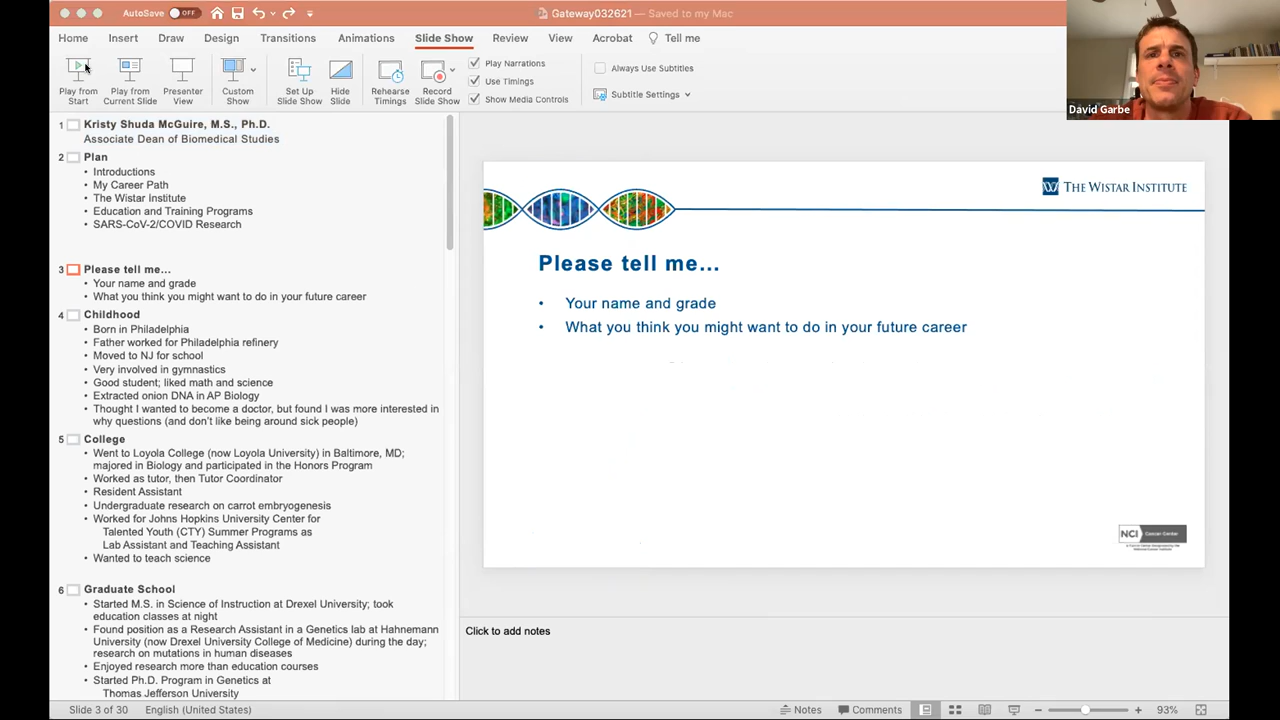 AutoSave OFF
Gateway032621 — Saved to my Mac
Home Insert Draw Design Transitions Animations Slide Show Review View Acrobat Tell me
Play from Start
Play from Current Slide
Presenter View
Custom Show
Set Up Slide Show
Hide Slide
Rehearse Timings
Record Slide Show
Play Narrations
Use Timings
Show Media Controls
Always Use Subtitles
Subtitle Settings
David Garbe
1 Kristy Shuda McGuire, M.S., Ph.D.
Associate Dean of Biomedical Studies
2 Plan
• Introductions
• My Career Path
• The Wistar Institute
• Education and Training Programs
• SARS-CoV-2/COVID Research
3 Please tell me...
• Your name and grade
• What you think you might want to do in your future career
4 Childhood
• Born in Philadelphia
• Father worked for Philadelphia refinery
• Moved to NJ for school
• Very involved in gymnastics
• Good student; liked math and science
• Extracted onion DNA in AP Biology
• Thought I wanted to become a doctor, but found I was more interested in
why questions (and don't like being around sick people)
5 College
• Went to Loyola College (now Loyola University) in Baltimore, MD;
majored in Biology and participated in the Honors Program
• Worked as tutor, then Tutor Coordinator
• Resident Assistant
• Undergraduate research on carrot embryogenesis
• Worked for Johns Hopkins University Center for
Talented Youth (CTY) Summer Programs as
Lab Assistant and Teaching Assistant
• Wanted to teach science
6 Graduate School
• Started M.S. in Science of Instruction at Drexel University; took
education classes at night
• Found position as a Research Assistant in a Genetics lab at Hahnemann
University (now Drexel University College of Medicine) during the day;
research on mutations in human diseases
• Enjoyed research more than education courses
• Started Ph.D. Program in Genetics at
Thomas Jefferson University
THE WISTAR INSTITUTE
Please tell me...
• Your name and grade
• What you think you might want to do in your future career
NCI Cancer Center
Click to add notes
Slide 3 of 30 English (United States)
Notes Comments 93%